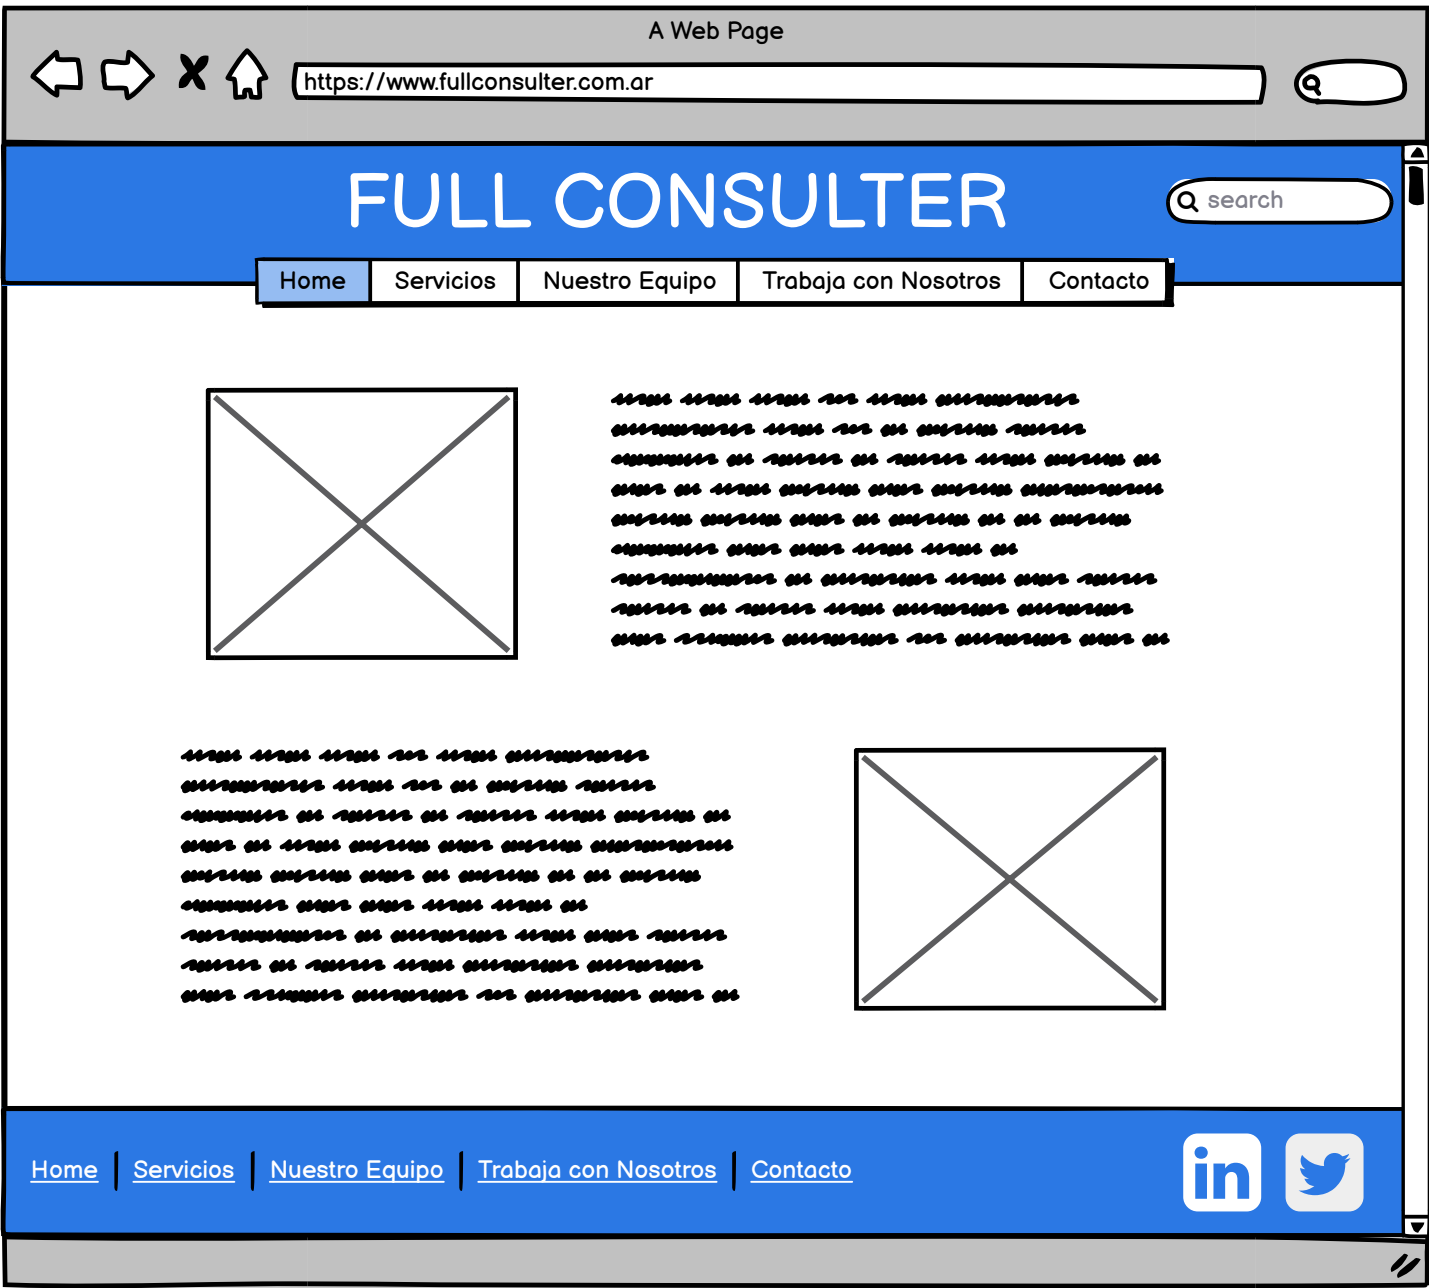 A Web Page
https://www.fullconsulter.com.ar
FULL CONSULTER
search
Home Servicios Nuestro Equipo Trabaja con Nosotros Contacto
Home Servicios Nuestro Equipo Trabaja con Nosotros Contacto
in